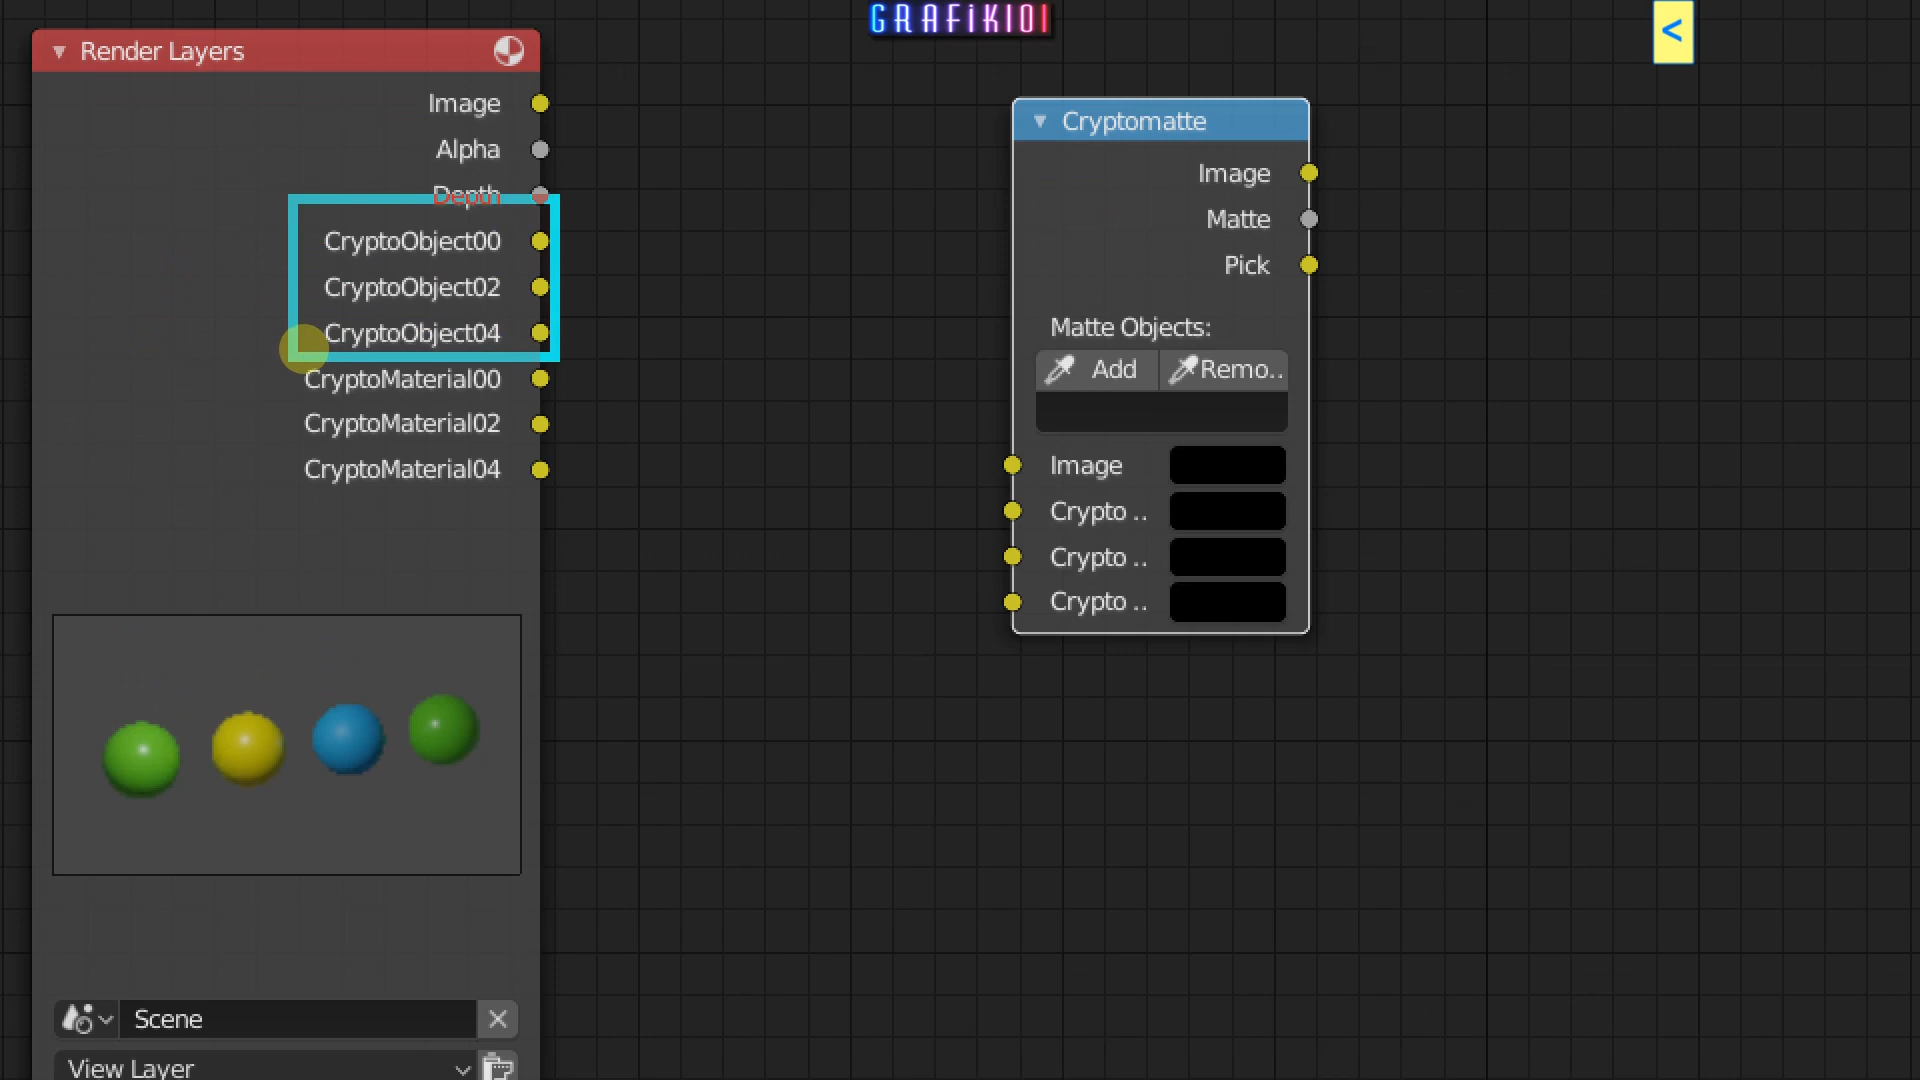 GRAFiK101
<
Render Layers
Image
Alpha
Depth
CryptoObject00
CryptoObject02
CryptoObject04
CryptoMaterial00
CryptoMaterial02
CryptoMaterial04
Scene
View Layer
Cryptomatte
Image
Matte
Pick
Matte Objects:
Add
Remo..
Image
Crypto ..
Crypto ..
Crypto ..